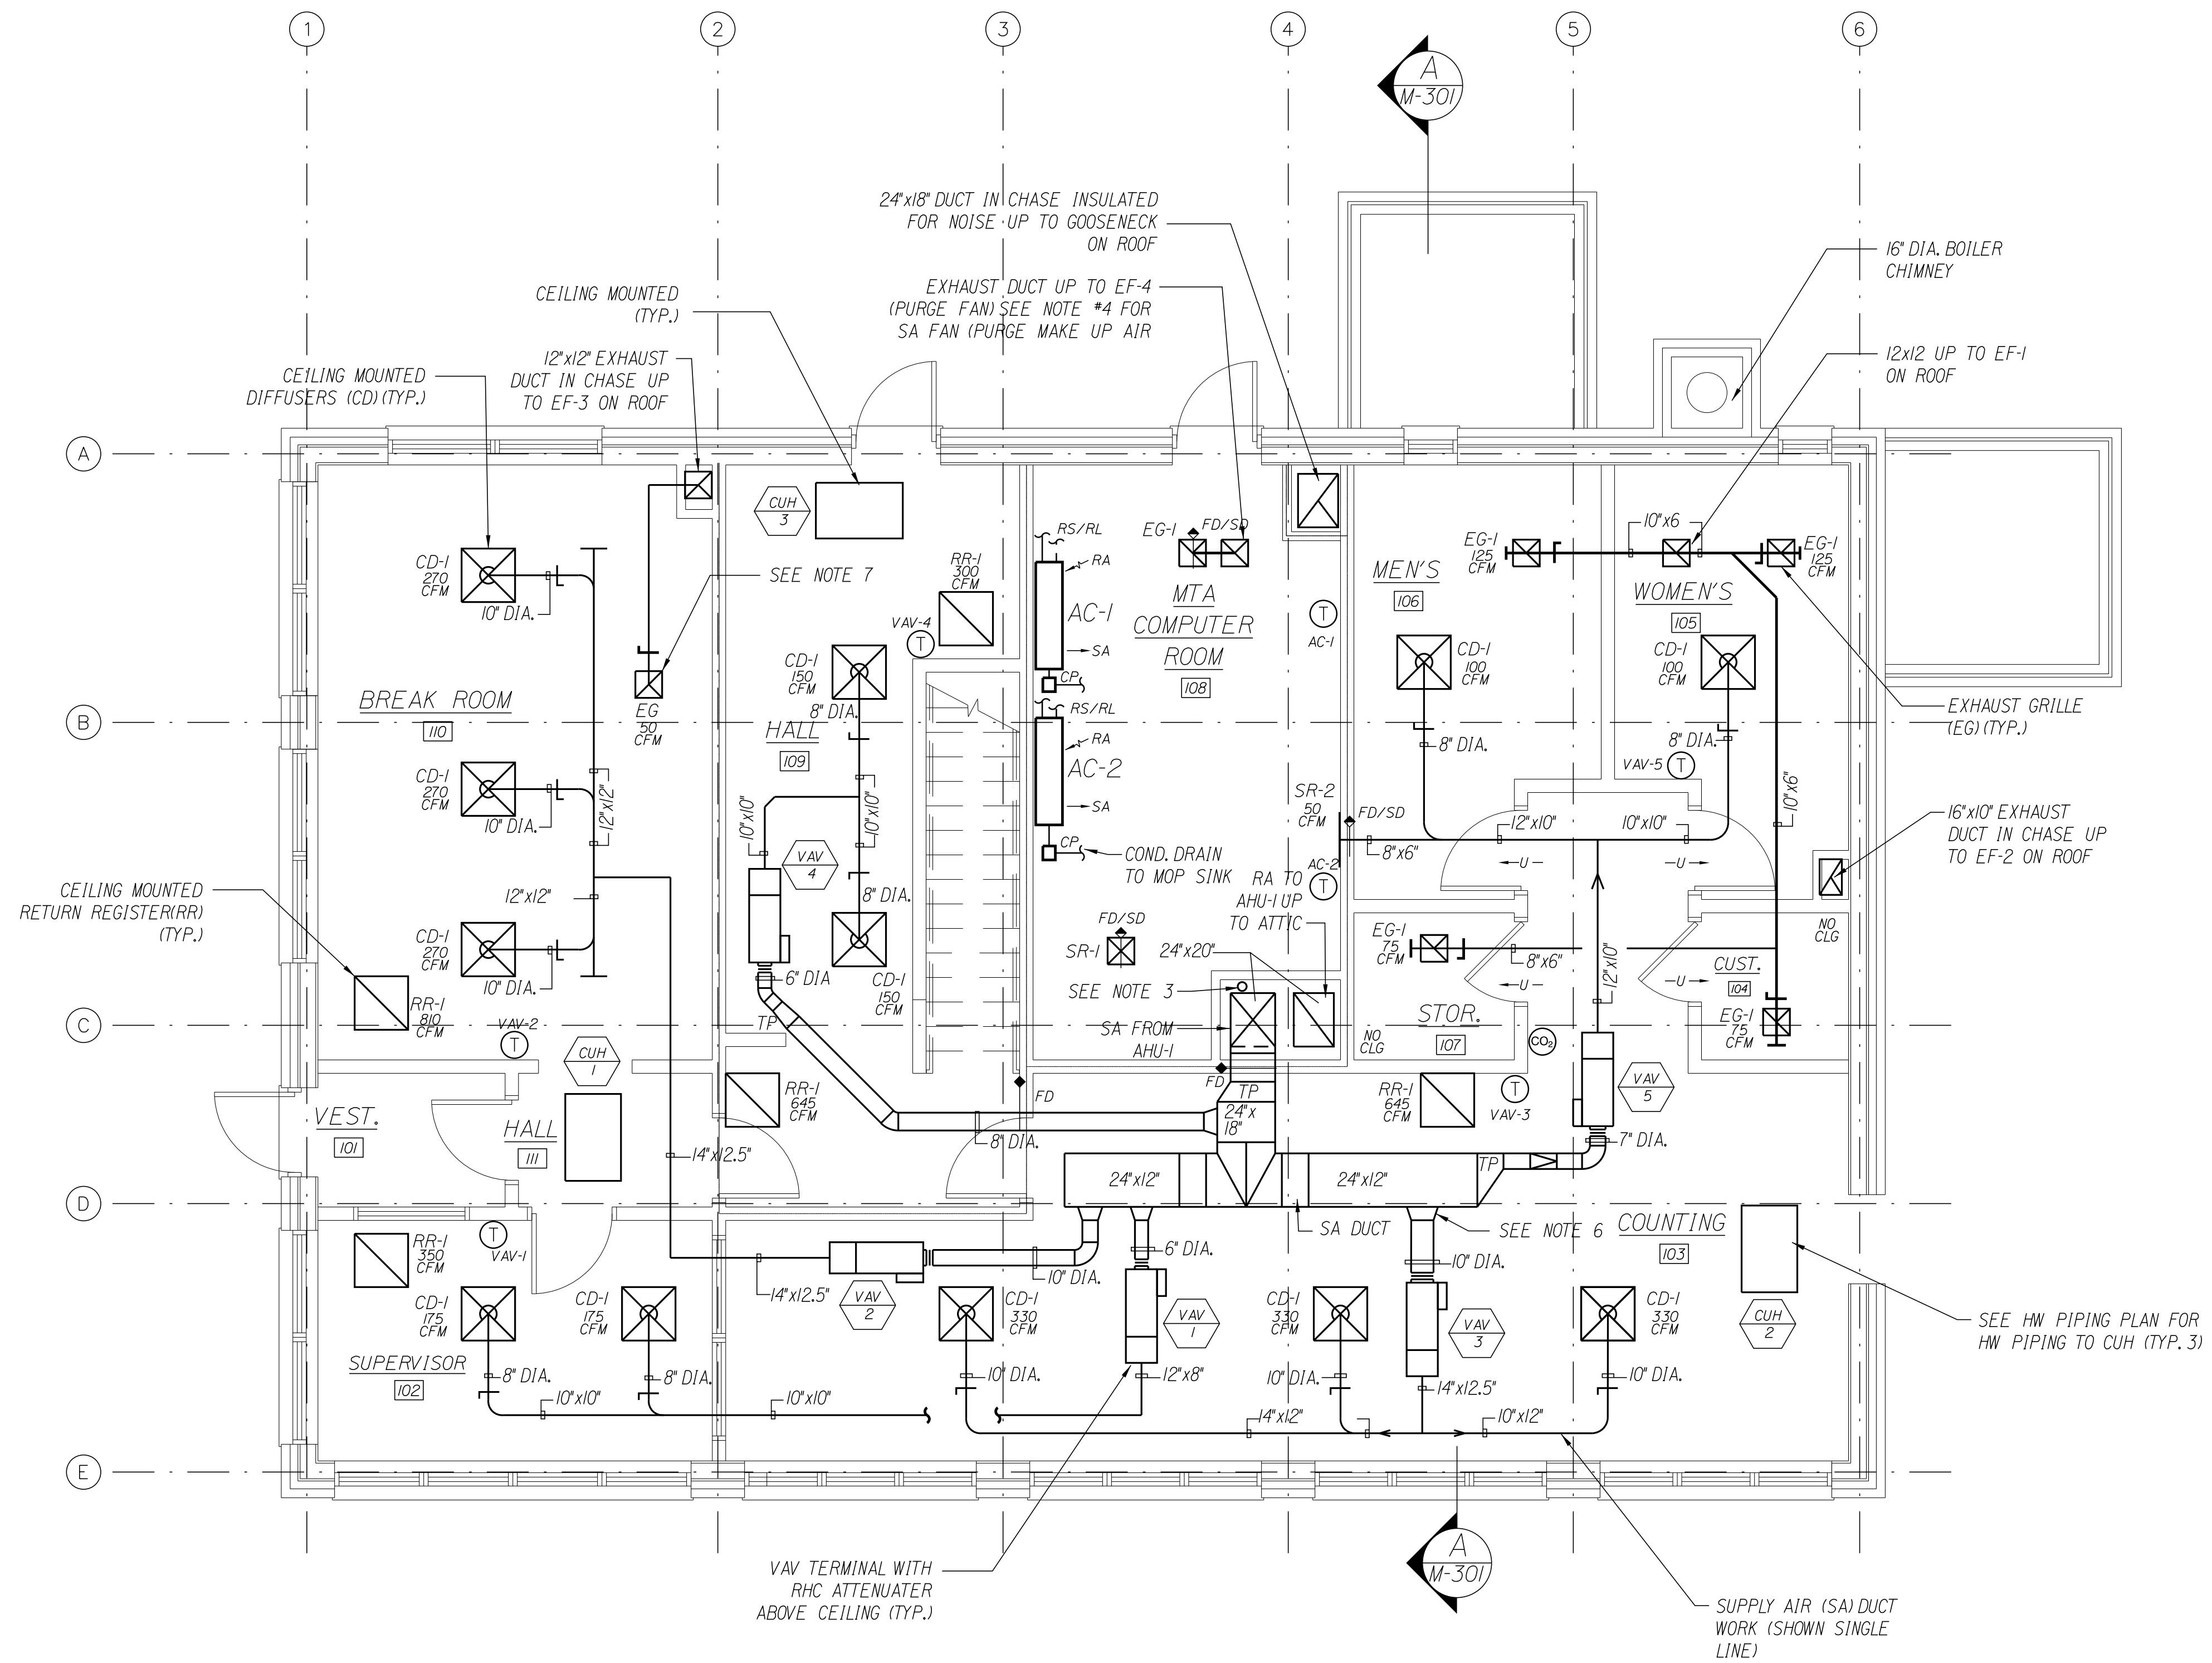 1
2
3
4
5
6
A
M-301
24"x18" DUCT IN CHASE INSULATED
FOR NOISE UP TO GOOSENECK
ON ROOF
16" DIA. BOILER
CHIMNEY
CEILING MOUNTED
(TYP.)
EXHAUST DUCT UP TO EF-4
(PURGE FAN) SEE NOTE #4 FOR
SA FAN (PURGE MAKE UP AIR
12"x12" EXHAUST
DUCT IN CHASE UP
TO EF-3 ON ROOF
12x12 UP TO EF-1
ON ROOF
CEILING MOUNTED
DIFFUSERS (CD) (TYP.)
A
CUH
3
RS/RL
EG-1
FD/SD
10"x6
EG-1
125
CFM
EG-1
125
CFM
CD-1
270
CFM
10" DIA.
SEE NOTE 7
RR-1
300
CFM
RA
AC-1
SA
CP
MTA
COMPUTER
ROOM
108
T
AC-1
MEN'S
106
WOMEN'S
105
VAV-4
T
CD-1
150
CFM
8" DIA.
CD-1
100
CFM
CD-1
100
CFM
BREAK ROOM
110
EG
50
CFM
RS/RL
RA
AC-2
SA
CP
EXHAUST GRILLE
(EG) (TYP.)
B
HALL
109
8" DIA.
8" DIA.
VAV-5
T
CD-1
270
CFM
10" DIA.
12"x12"
10"x10"
10"x10"
SR-2
50
CFM
FD/SD
8"x6"
12"x10"
10"x10"
10"x6"
16"x10" EXHAUST
DUCT IN CHASE UP
TO EF-2 ON ROOF
VAV
4
COND. DRAIN
TO MOP SINK
AC-2
T
U
U
CEILING MOUNTED
RETURN REGISTER(RR)
(TYP.)
12"x12"
8" DIA.
RA TO
AHU-1 UP
TO ATTIC
CD-1
270
CFM
10" DIA.
FD/SD
SR-1
24"x20"
EG-1
75
CFM
8"x6"
NO
CLG
12"x10"
CUST.
104
U
U
6" DIA
CD-1
150
CFM
SEE NOTE 3
RR-1
810
CFM
TP
SA FROM
AHU-1
STOR.
107
NO
CLG
EG-1
75
CFM
C
VAV-2
T
CO2
CUH
1
RR-1
645
CFM
FD
FD
TP
24"x
18"
RR-1
645
CFM
T
VAV-3
VAV
5
VEST.
101
HALL
111
8" DIA.
7" DIA.
14"x12.5"
24"x12"
24"x12"
TP
D
SA DUCT
SEE NOTE 6
COUNTING
103
RR-1
350
CFM
T
VAV-1
6" DIA.
10" DIA.
10" DIA.
14"x12.5"
VAV
2
CD-1
175
CFM
CD-1
175
CFM
CD-1
330
CFM
VAV
1
CD-1
330
CFM
VAV
3
CD-1
330
CFM
CUH
2
SEE HW PIPING PLAN FOR
HW PIPING TO CUH (TYP. 3)
SUPERVISOR
102
8" DIA.
8" DIA.
10" DIA.
12"x8"
10" DIA.
14"x12.5"
10" DIA.
10"x10"
10"x10"
14"x12"
10"x12"
E
VAV TERMINAL WITH
RHC ATTENUATER
ABOVE CEILING (TYP.)
A
M-301
SUPPLY AIR (SA) DUCT
WORK (SHOWN SINGLE
LINE)